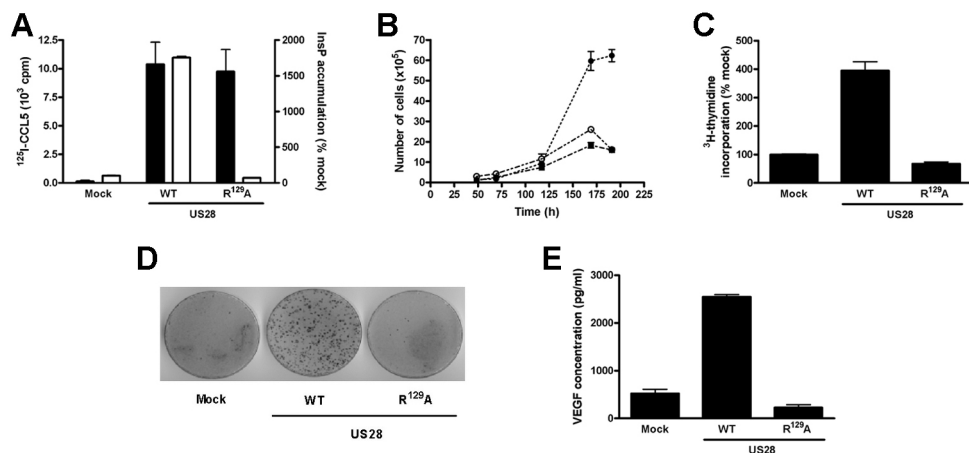 A
12.5
10.0
7.5
5.0
2.5
0.0
¹²⁵I-CCL5 (10³ cpm)
2000
1500
1000
500
0
InsP accumulation (% mock)
Mock
WT
R¹²⁹A
US28
B
70
60
50
40
30
20
10
0
Number of cells (x10⁵)
0
25
50
75
100
125
150
175
200
225
Time (h)
C
500
400
300
200
100
0
³H-thymidine
incorporation (% mock)
Mock
WT
R¹²⁹A
US28
D
Mock
WT
R¹²⁹A
US28
E
3000
2000
1000
0
VEGF concentration (pg/ml)
Mock
WT
R¹²⁹A
US28